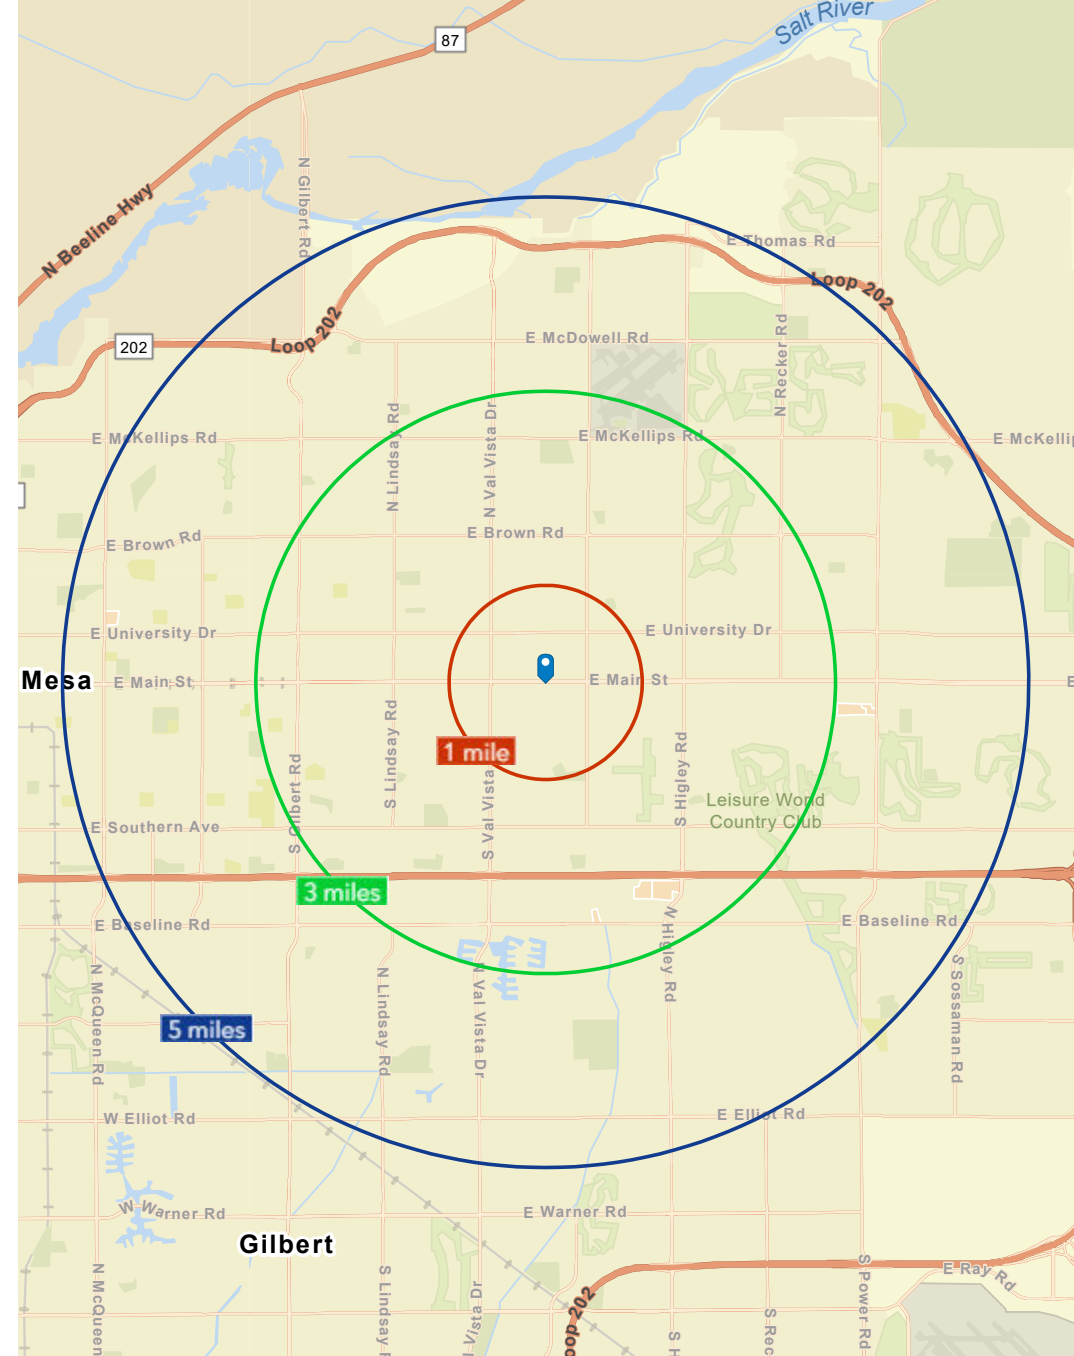 Salt River
87
N Gilbert Rd
N Beeline Hwy
E Thomas Rd
Loop 202
Loop 202
202
E McDowell Rd
N Recker Rd
N Lindsay Rd
N Val Vista Dr
E McKellips Rd
E McKellips Rd
E McKellip
E Brown Rd
E Brown Rd
E University Dr
E University Dr
Mesa
E Main St
E Main St
E
1 mile
S Lindsay Rd
S Gilbert Rd
S Val Vista
S Higley Rd
Leisure World
Country Club
E Southern Ave
3 miles
E Baseline Rd
E Baseline Rd
N McQueen Rd
N Lindsay Rd
N Val Vista Dr
N Higley Rd
S Sossaman Rd
5 miles
W Elliot Rd
E Elliot Rd
W Warner Rd
E Warner Rd
Gilbert
N McQueen
S Lindsay
Vista Dr
oop 202
S H
S Rec
S Power Rd
E Ray Rd